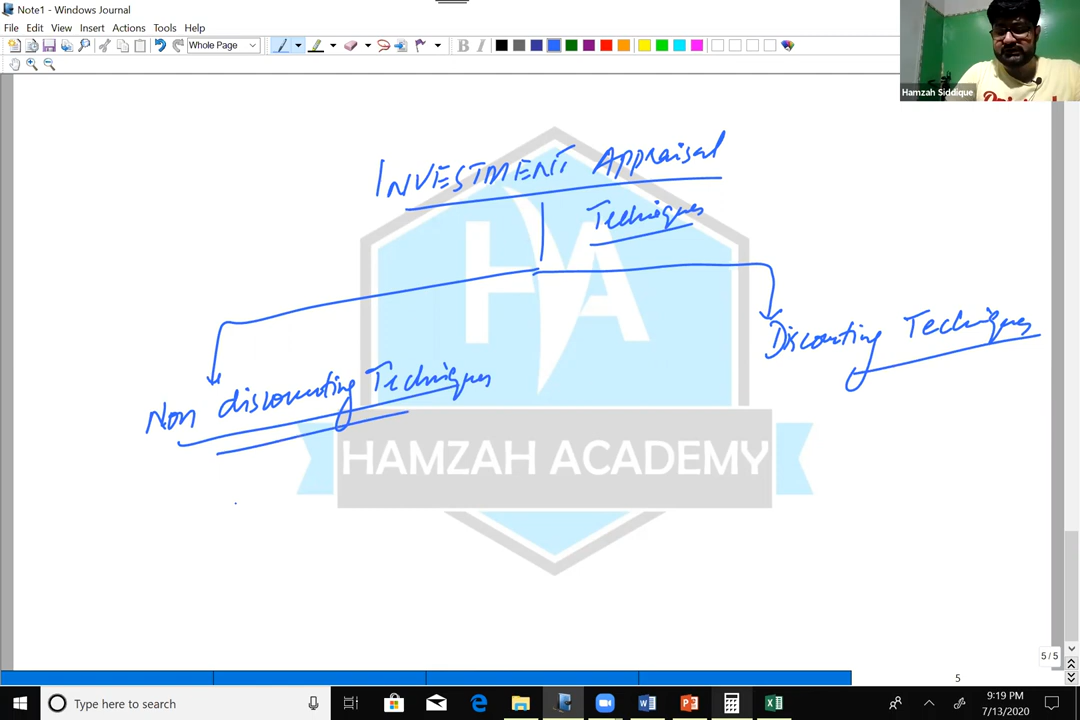 Note1 - Windows Journal
File Edit View Insert Actions Tools Help
Whole Page
B I
Hamzah Siddique
INVESTMENT Appraisal
Techniques
Discounting Techniques
Non discounting Techniques
HA
HAMZAH ACADEMY
5/5
5
Type here to search
9:19 PM
7/13/2020